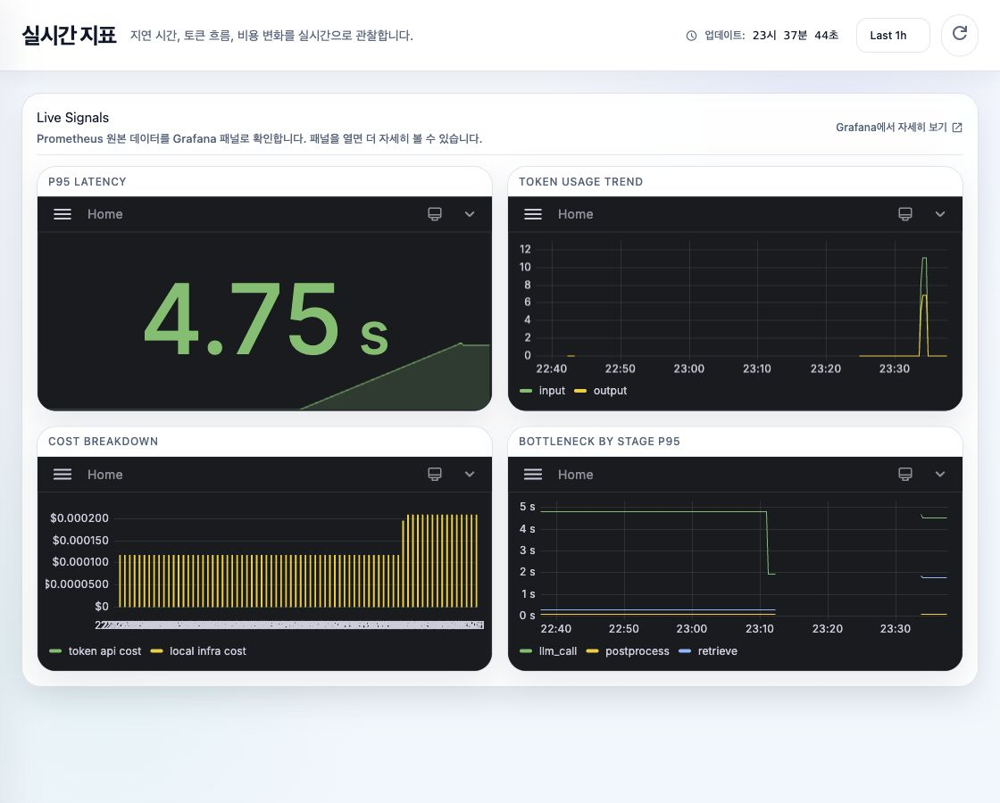 실시간 지표
지연 시간, 토큰 흐름, 비용 변화를 실시간으로 관찰합니다.
업데이트: 23시 37분 44초
Last 1h
Live Signals
Prometheus 원본 데이터를 Grafana 패널로 확인합니다. 패널을 열면 더 자세히 볼 수 있습니다.
Grafana에서 자세히 보기
P95 LATENCY
Home
4.75 s
TOKEN USAGE TREND
Home
12
10
8
6
4
2
0
22:40 22:50 23:00 23:10 23:20 23:30
input output
COST BREAKDOWN
Home
$0.000200
$0.000150
$0.000100
$0.0000500
$0
token api cost local infra cost
BOTTLENECK BY STAGE P95
Home
5 s
4 s
3 s
2 s
1 s
0 s
22:40 22:50 23:00 23:10 23:20 23:30
llm_call postprocess retrieve